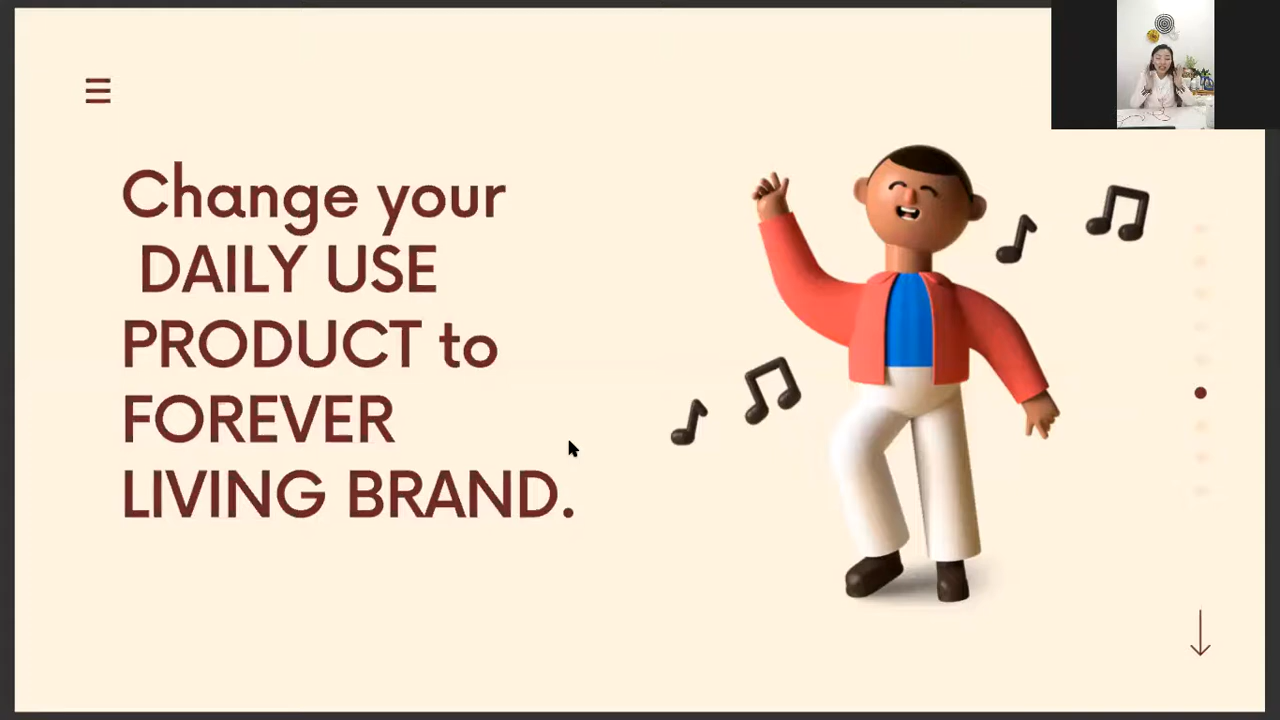 Change your
DAILY USE
PRODUCT to
FOREVER
LIVING BRAND.